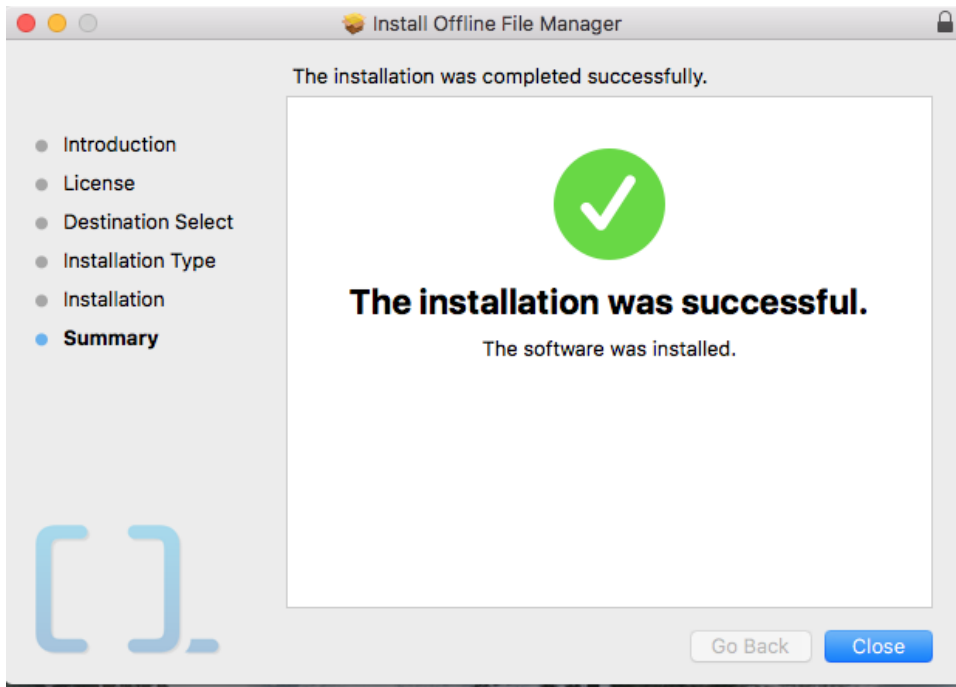 Install Offline File Manager
The installation was completed successfully.
Introduction
License
Destination Select
Installation Type
Installation
Summary
The installation was successful.
The software was installed.
Go Back
Close